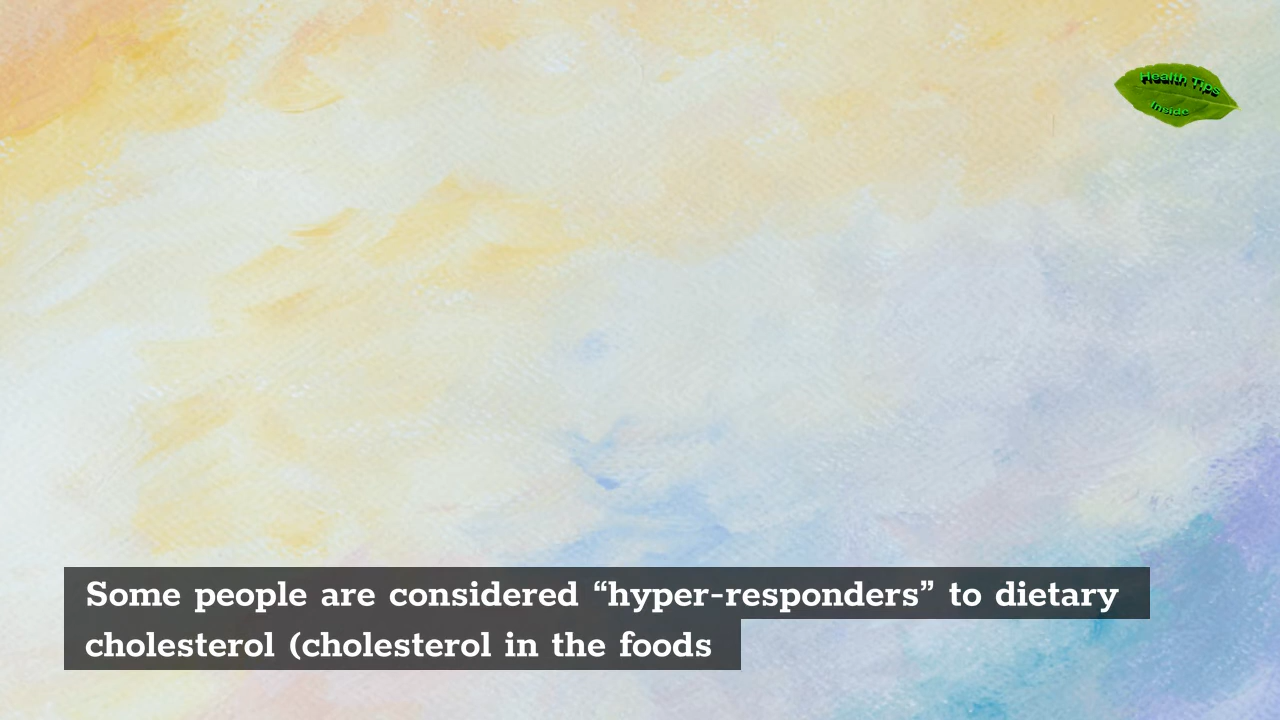 Health Tips
Inside
Some people are considered “hyper-responders” to dietary
cholesterol (cholesterol in the foods